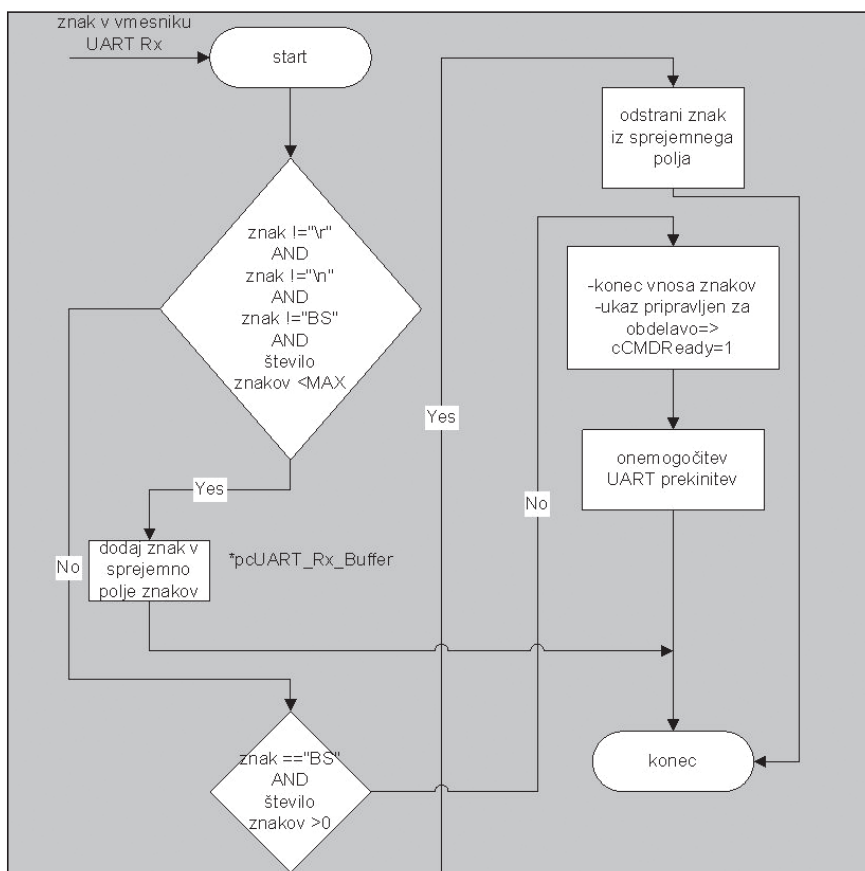 znak v vmesniku
UART Rx
start
znak !="\r"
AND
znak !="\n"
AND
znak !="BS"
AND
število
znakov <MAX
Yes
No
dodaj znak v
sprejemno
polje znakov
*pcUART_Rx_Buffer
znak =="BS"
AND
število
znakov >0
Yes
No
odstrani znak
iz sprejemnega
polja
-konec vnosa znakov
-ukaz pripravljen za
obdelavo=>
cCMDReady=1
onemogočitev
UART prekinitev
konec